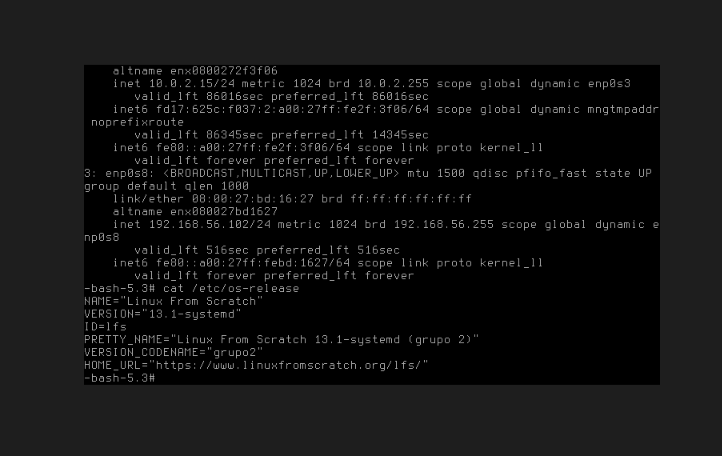 altname enx0800272f3f06
inet 10.0.2.15/24 metric 1024 brd 10.0.2.255 scope global dynamic enp0s3
valid_lft 86016sec preferred_lft 86016sec
inet6 fd17:625c:f037:2:a00:27ff:fe2f:3f06/64 scope global dynamic mngtmpaddr
noprefixroute
valid_lft 86345sec preferred_lft 14345sec
inet6 fe80::a00:27ff:fe2f:3f06/64 scope link proto kernel_ll
valid_lft forever preferred_lft forever
3: enp0s8: <BROADCAST,MULTICAST,UP,LOWER_UP> mtu 1500 qdisc pfifo_fast state UP
group default qlen 1000
link/ether 08:00:27:bd:16:27 brd ff:ff:ff:ff:ff:ff
altname enx080027bd1627
inet 192.168.56.102/24 metric 1024 brd 192.168.56.255 scope global dynamic e
np0s8
valid_lft 516sec preferred_lft 516sec
inet6 fe80::a00:27ff:febd:1627/64 scope link proto kernel_ll
valid_lft forever preferred_lft forever
-bash-5.3# cat /etc/os-release
NAME="Linux From Scratch"
VERSION="13.1-systemd"
ID=lfs
PRETTY_NAME="Linux From Scratch 13.1-systemd (grupo 2)"
VERSION_CODENAME="grupo2"
HOME_URL="https://www.linuxfromscratch.org/lfs/"
-bash-5.3#